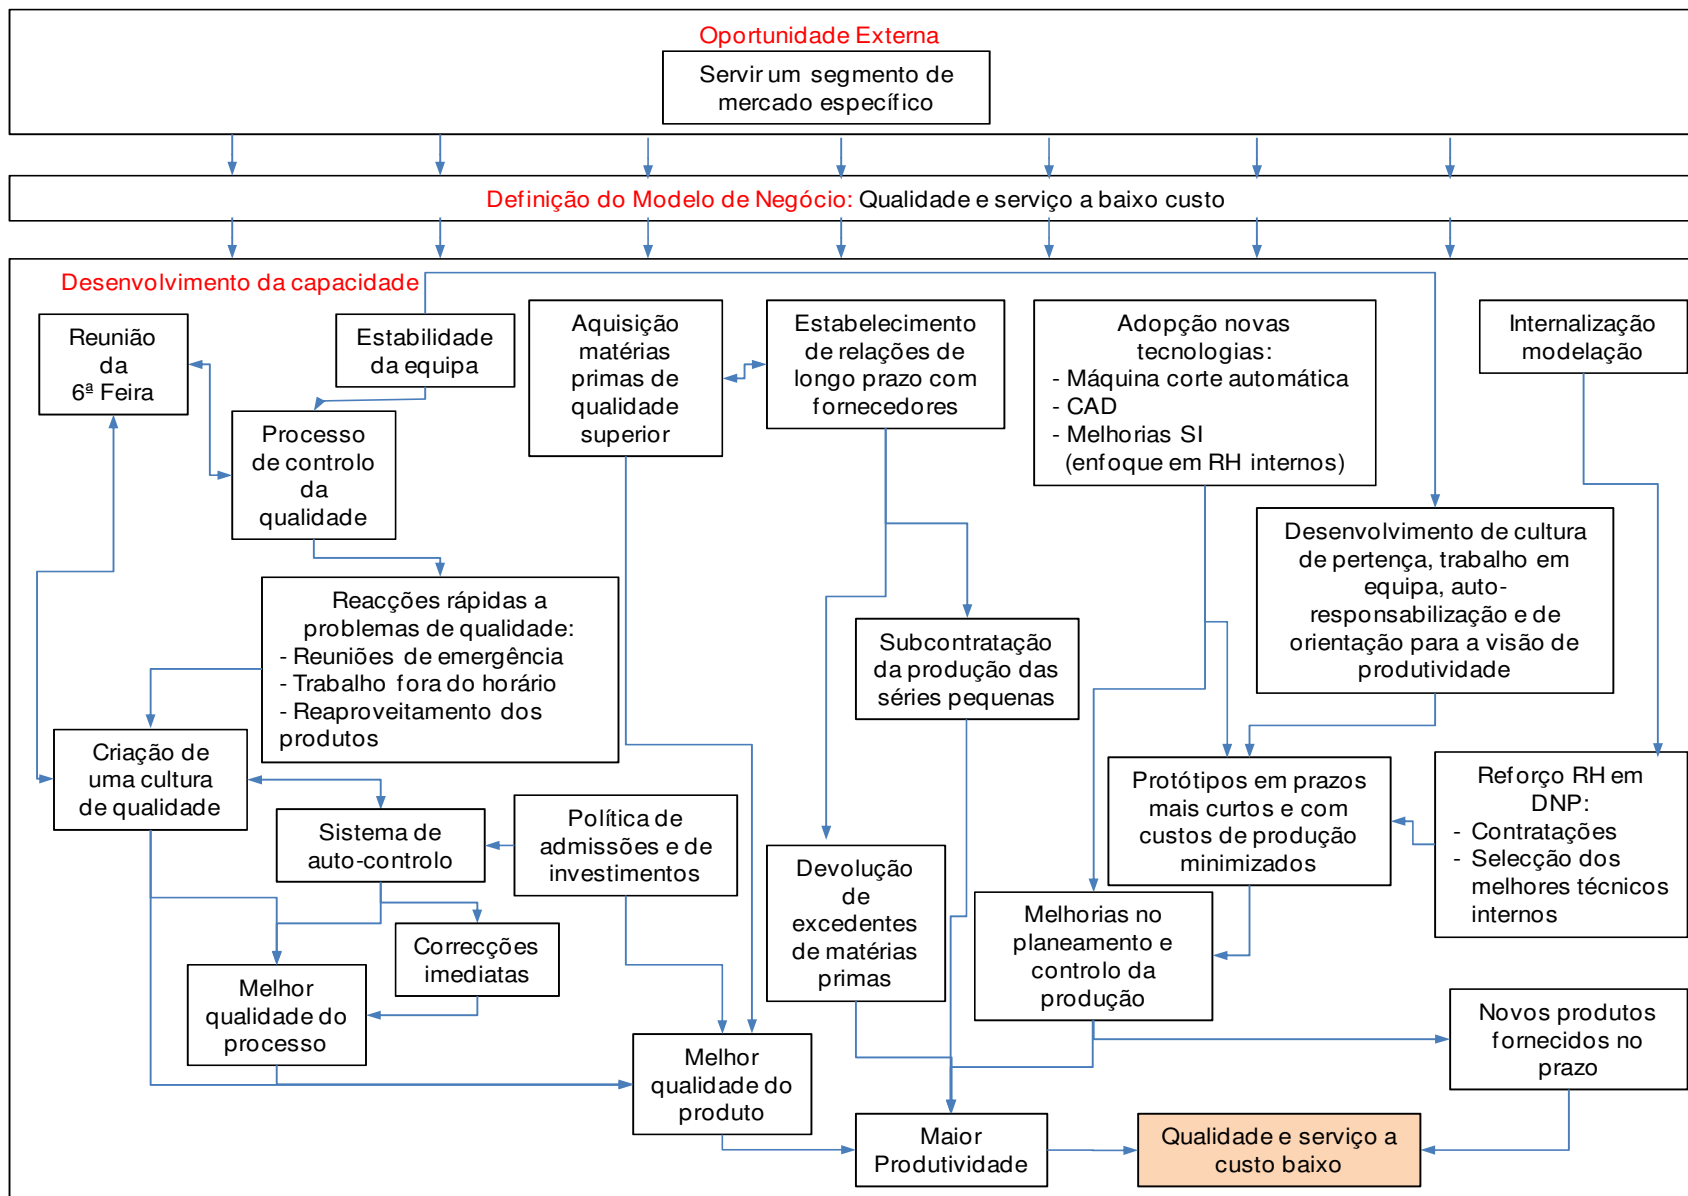 Oportunidade Externa
Servir um segmento de
mercado específico
Definição do Modelo de Negócio: Qualidade e serviço a baixo custo
Desenvolvimento da capacidade
Reunião
da
6ª Feira
Estabilidade
da equipa
Aquisição
matérias
primas de
qualidade
superior
Estabelecimento
de relações de
longo prazo com
fornecedores
Adopção novas
tecnologias:
- Máquina corte automática
- CAD
- Melhorias SI
(enfoque em RH internos)
Internalização
modelação
Processo
de controlo
da
qualidade
Desenvolvimento de cultura
de pertença, trabalho em
equipa, auto-
responsabilização e de
orientação para a visão de
produtividade
Reacções rápidas a
problemas de qualidade:
- Reuniões de emergência
- Trabalho fora do horário
- Reaproveitamento dos
produtos
Subcontratação
da produção das
séries pequenas
Criação de
uma cultura
de qualidade
Sistema de
auto-controlo
Política de
admissões e de
investimentos
Devolução
de
excedentes
de matérias
primas
Protótipos em prazos
mais curtos e com
custos de produção
minimizados
Reforço RH em
DNP:
- Contratações
- Selecção dos
melhores técnicos
internos
Melhorias no
planeamento e
controlo da
produção
Correcções
imediatas
Melhor
qualidade do
processo
Novos produtos
fornecidos no
prazo
Melhor
qualidade do
produto
Maior
Produtividade
Qualidade e serviço a
custo baixo